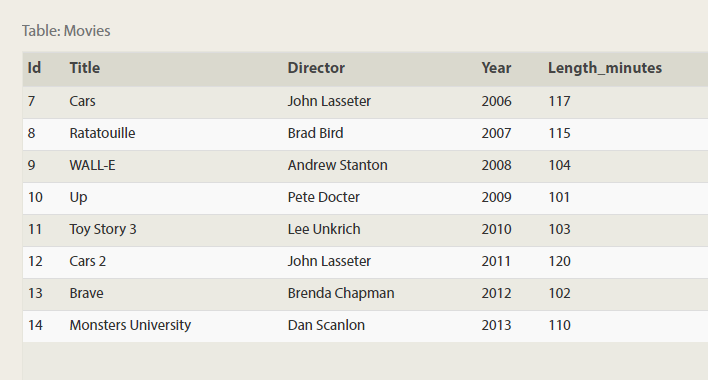 Table: Movies
Id Title Director Year Length_minutes
7 Cars John Lasseter 2006 117
8 Ratatouille Brad Bird 2007 115
9 WALL-E Andrew Stanton 2008 104
10 Up Pete Docter 2009 101
11 Toy Story 3 Lee Unkrich 2010 103
12 Cars 2 John Lasseter 2011 120
13 Brave Brenda Chapman 2012 102
14 Monsters University Dan Scanlon 2013 110